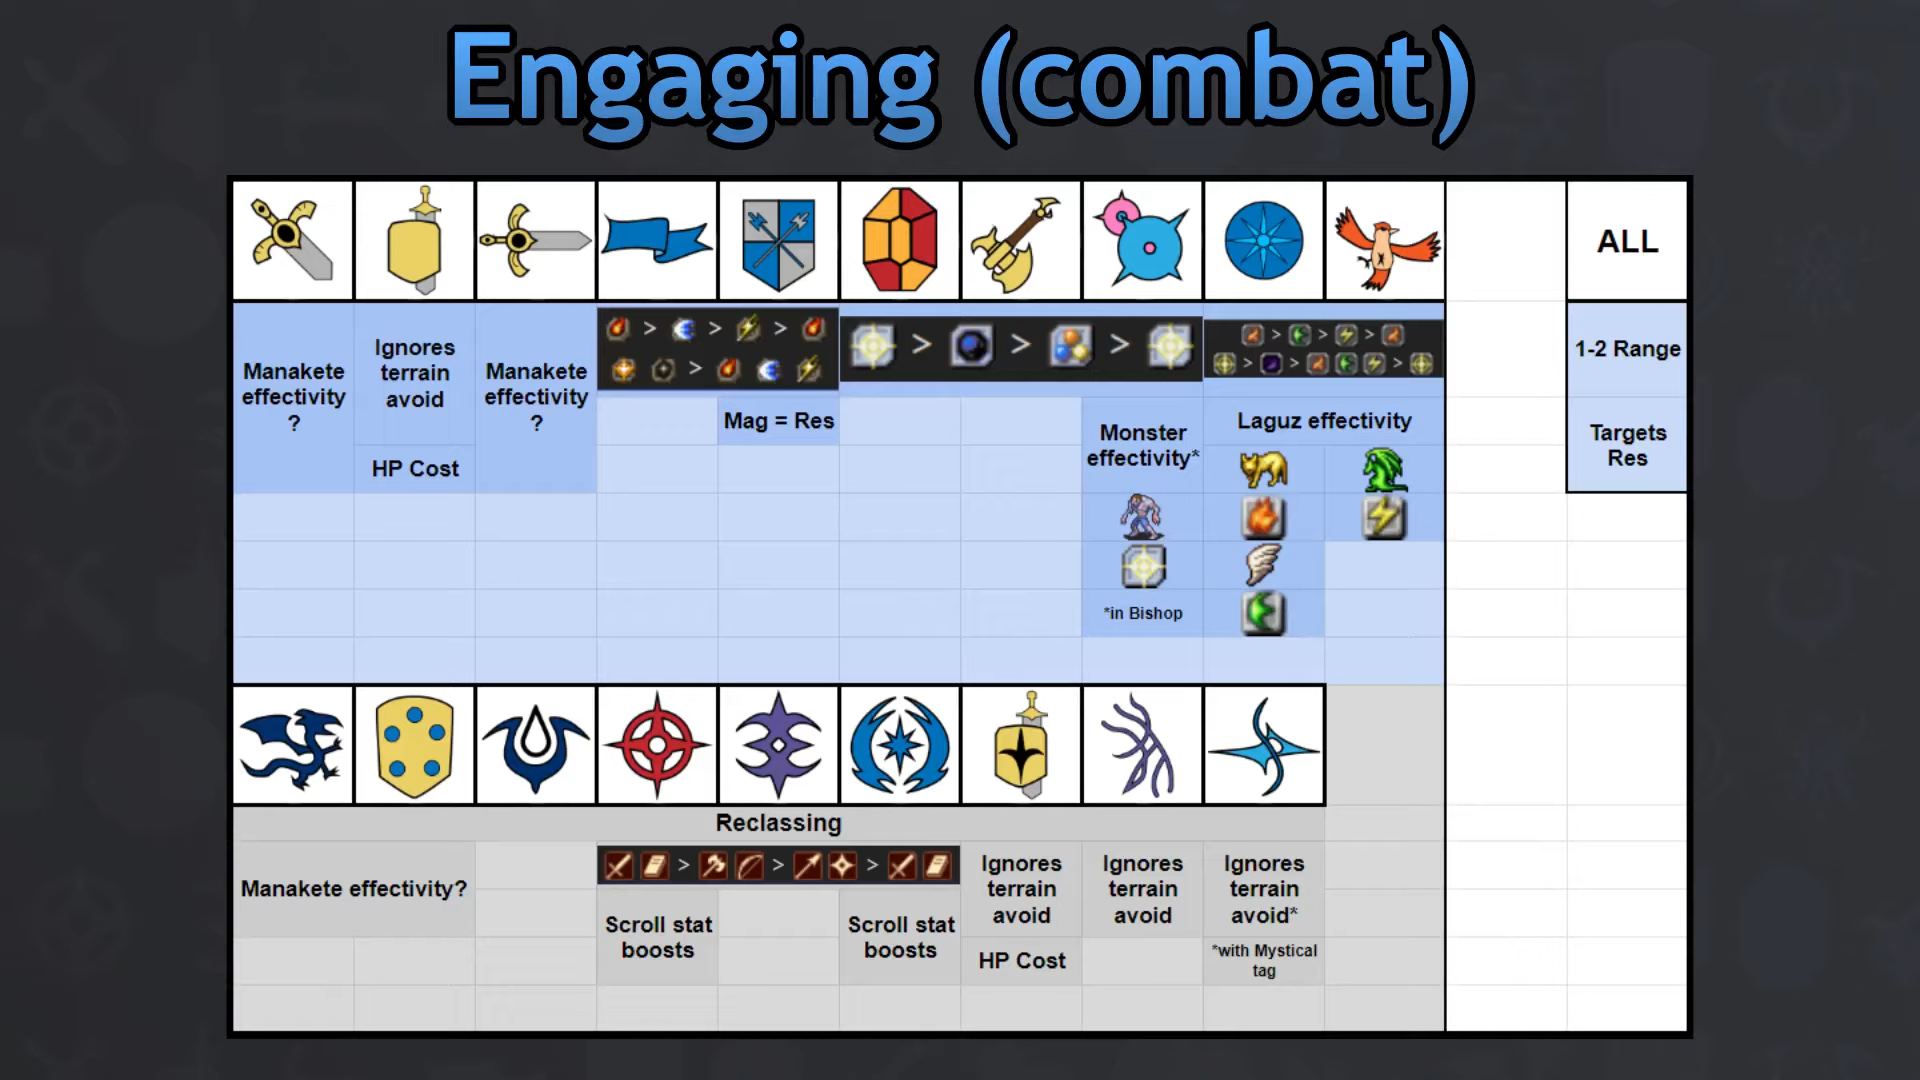 Engaging (combat)
ALL
Manakete
effectivity
?
Ignores
terrain
avoid
HP Cost
Manakete
effectivity
?
> > >
>
Mag = Res
> > >
Monster
effectivity*
*in Bishop
> > >
> > >
Laguz effectivity
1-2 Range
Targets
Res
Reclassing
Manakete effectivity?
> > >
Scroll stat
boosts
Scroll stat
boosts
Ignores
terrain
avoid
HP Cost
Ignores
terrain
avoid
Ignores
terrain
avoid*
*with Mystical
tag